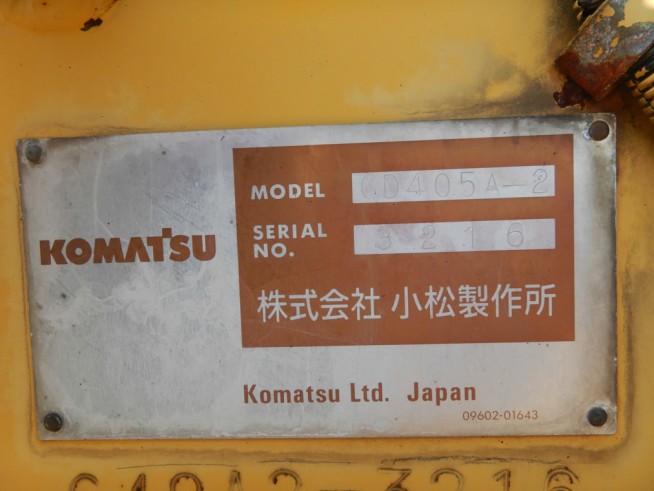 KOMATSU
MODEL GD405A-2
SERIAL
NO. 3216
株式会社 小松製作所
Komatsu Ltd. Japan
09602-01643